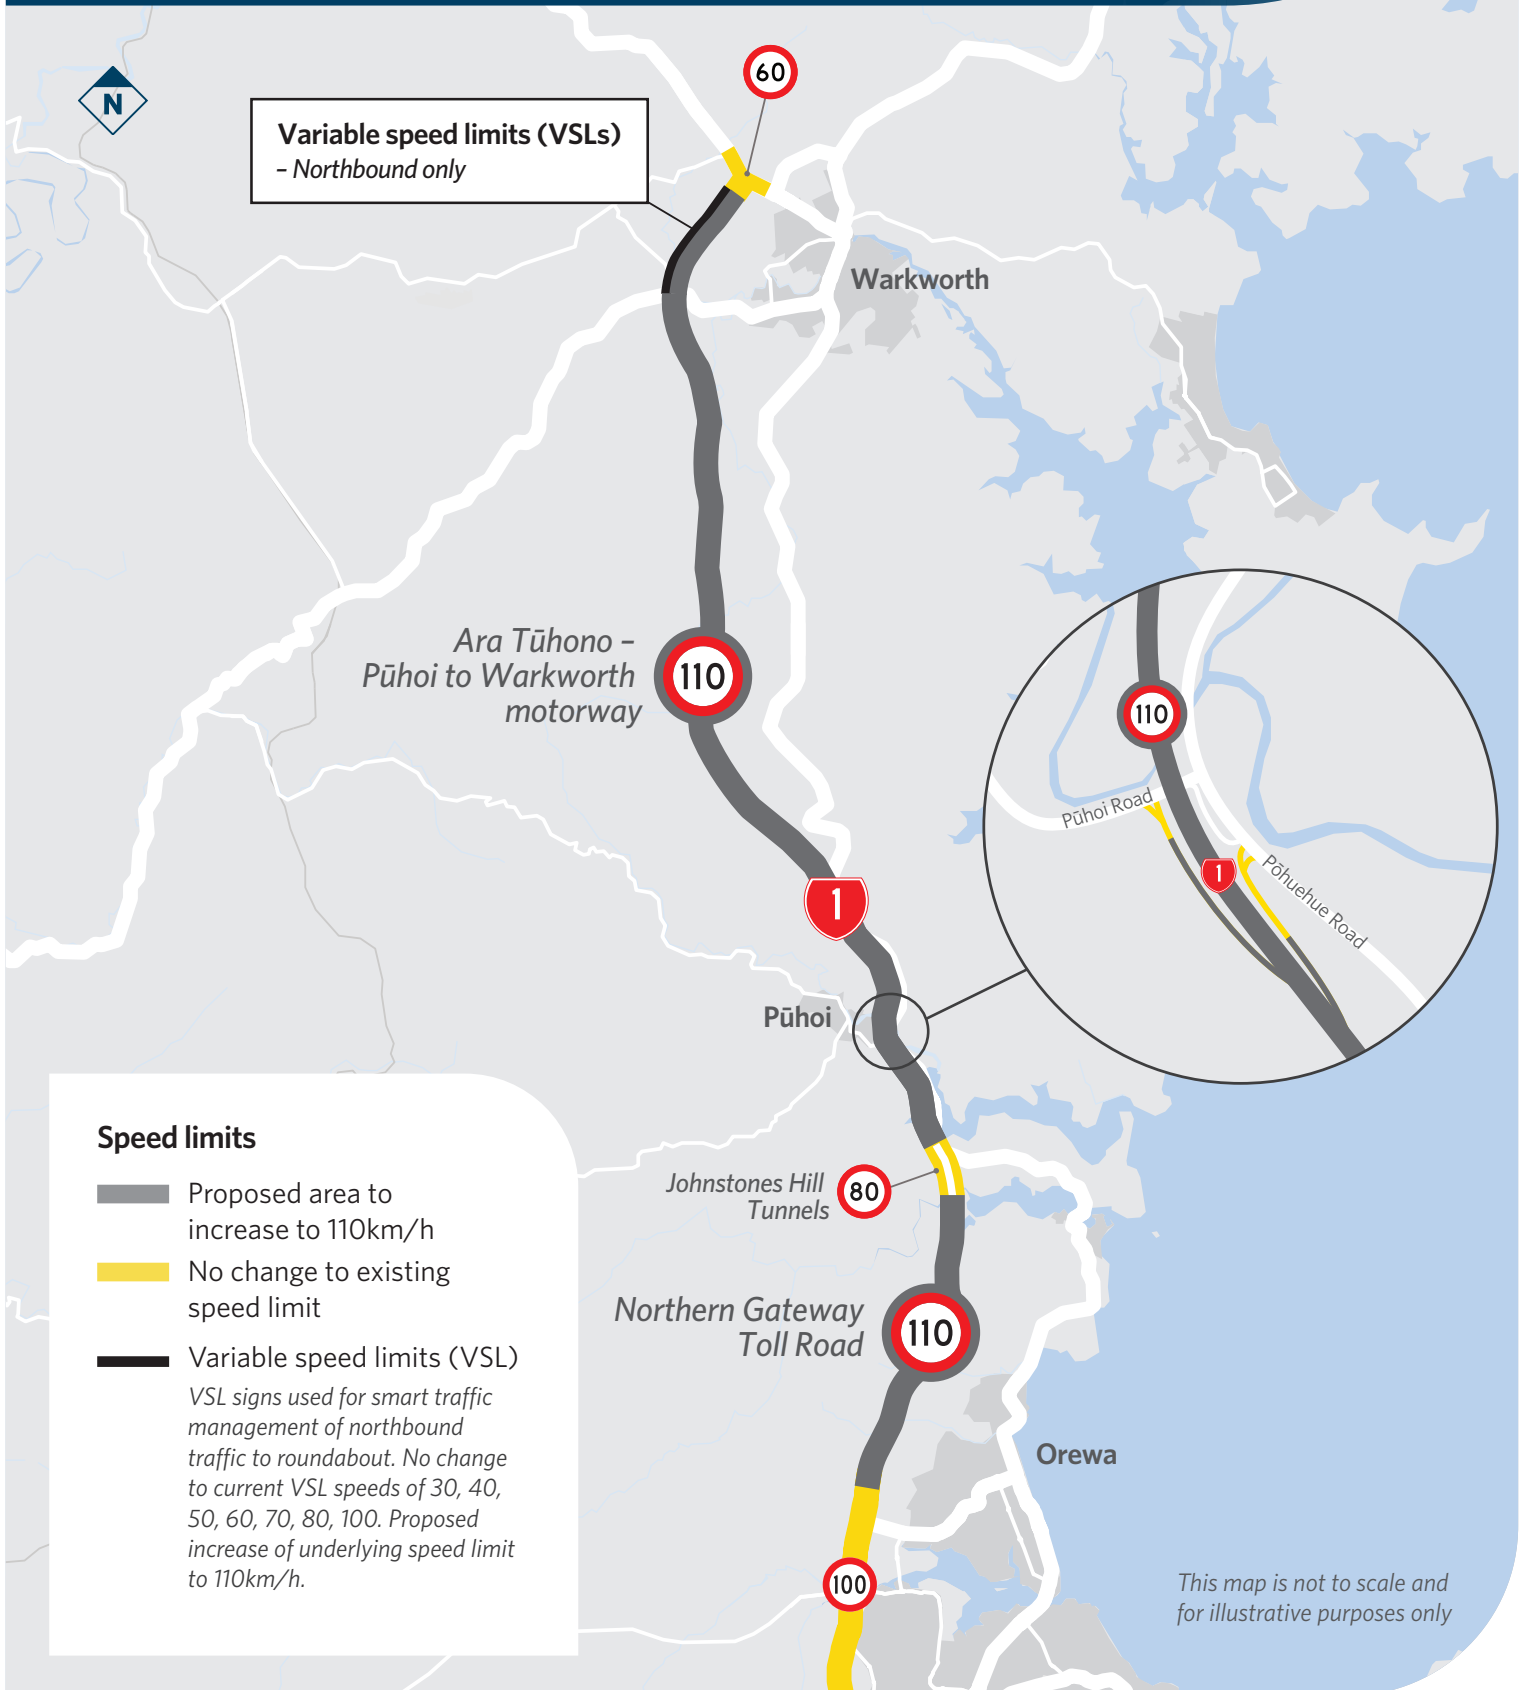 60
N
Variable speed limits (VSLs)
– Northbound only
Warkworth
Ara Tūhono –
Pūhoi to Warkworth
motorway
110
110
Pūhoi Road
1
Pōhuehue Road
1
Pūhoi
Johnstones Hill
Tunnels
80
Northern Gateway
Toll Road
110
Orewa
100
Speed limits
Proposed area to
increase to 110km/h
No change to existing
speed limit
Variable speed limits (VSL)
VSL signs used for smart traffic
management of northbound
traffic to roundabout. No change
to current VSL speeds of 30, 40,
50, 60, 70, 80, 100. Proposed
increase of underlying speed limit
to 110km/h.
This map is not to scale and
for illustrative purposes only